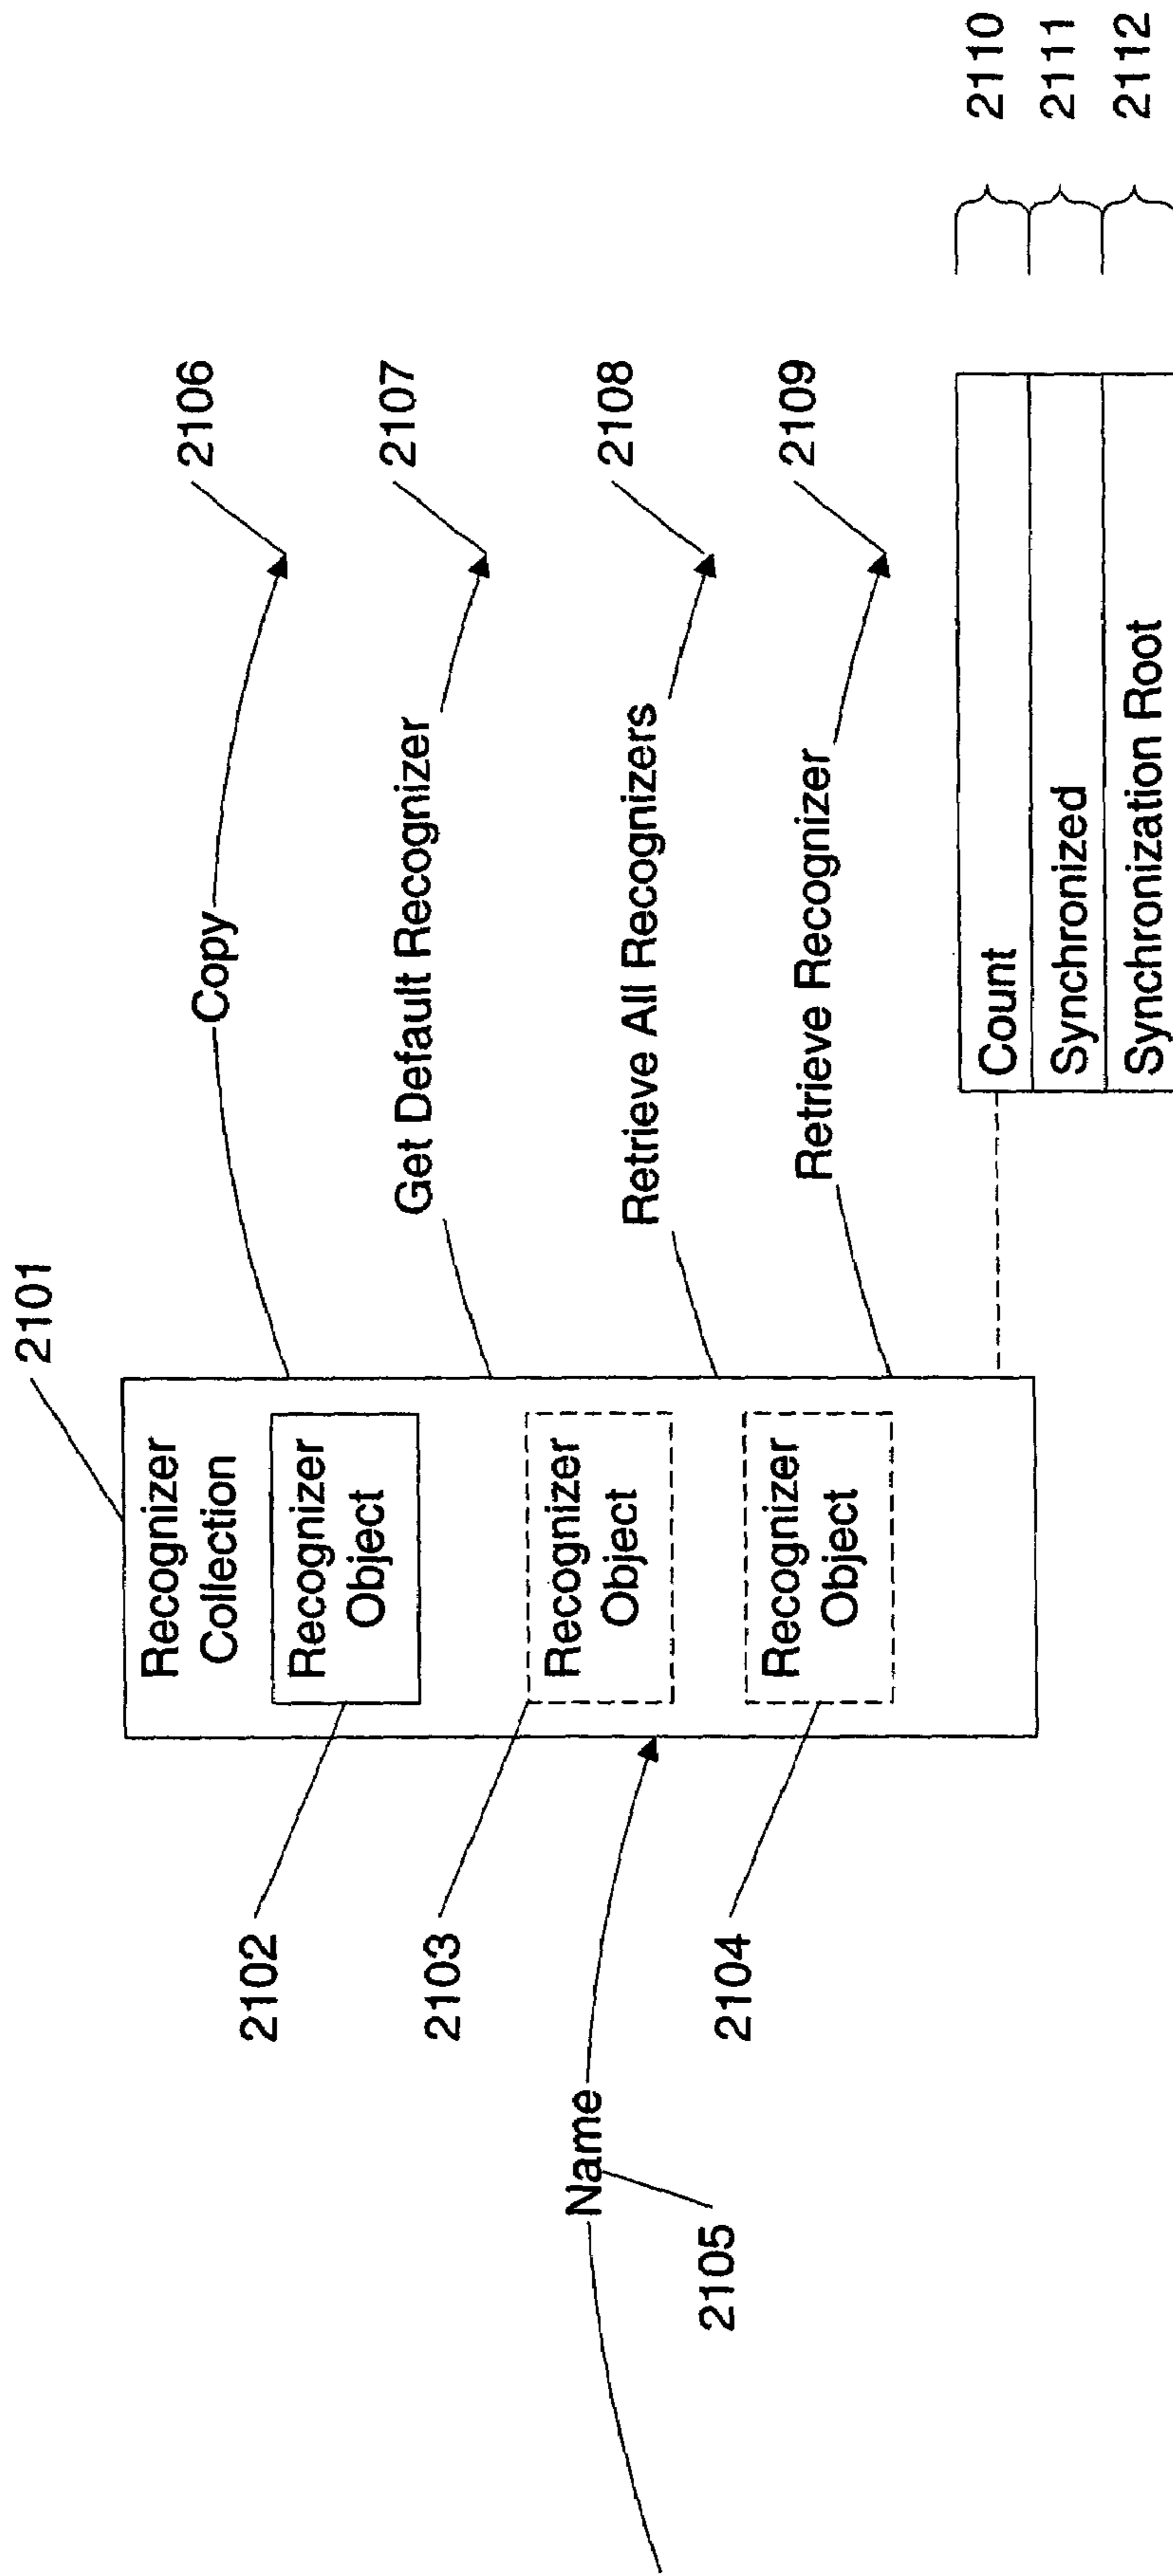 2101
Recognizer
Collection
Recognizer
Object
Recognizer
Object
Recognizer
Object
2102
2103
2104
Name
2105
Copy
2106
Get Default Recognizer
2107
Retrieve All Recognizers
2108
Retrieve Recognizer
2109
Count
2110
Synchronized
2111
Synchronization Root
2112